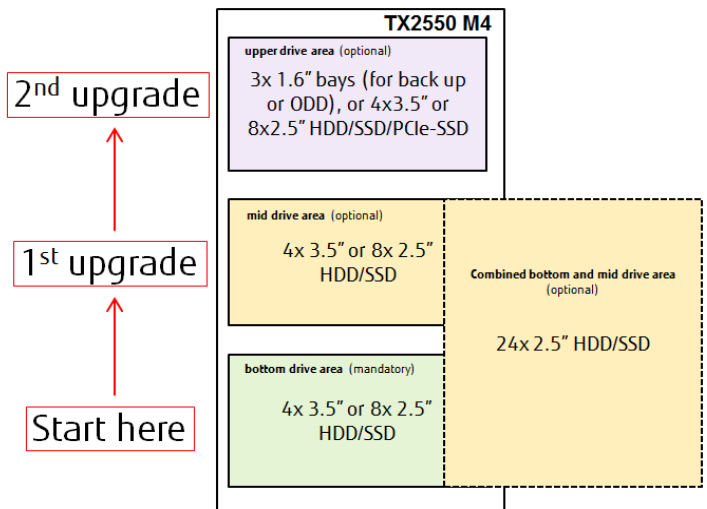 TX2550 M4
upper drive area (optional)
3x 1.6” bays (for back up
or ODD), or 4x3.5” or
8x2.5” HDD/SSD/PCIe-SSD
2nd upgrade
mid drive area (optional)
4x 3.5” or 8x 2.5”
HDD/SSD
1st upgrade
Combined bottom and mid drive area
(optional)
24x 2.5” HDD/SSD
bottom drive area (mandatory)
4x 3.5” or 8x 2.5”
HDD/SSD
Start here